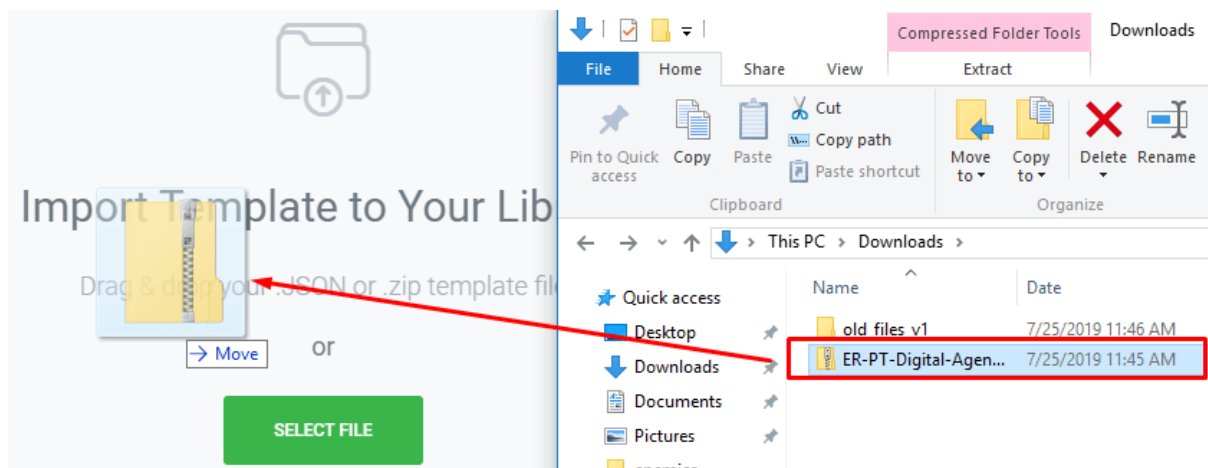 Compressed Folder Tools
Downloads
File
Home
Share
View
Extract
Pin to Quick access
Copy
Paste
Cut
Copy path
Paste shortcut
Move to
Copy to
Delete
Rename
Clipboard
Organize
This PC > Downloads >
Import Template to Your Lib
Drag & drop your .JSON or .zip template file
Move
or
SELECT FILE
Quick access
Desktop
Downloads
Documents
Pictures
Name
Date
old_files_v1
7/25/2019 11:46 AM
ER-PT-Digital-Agen...
7/25/2019 11:45 AM